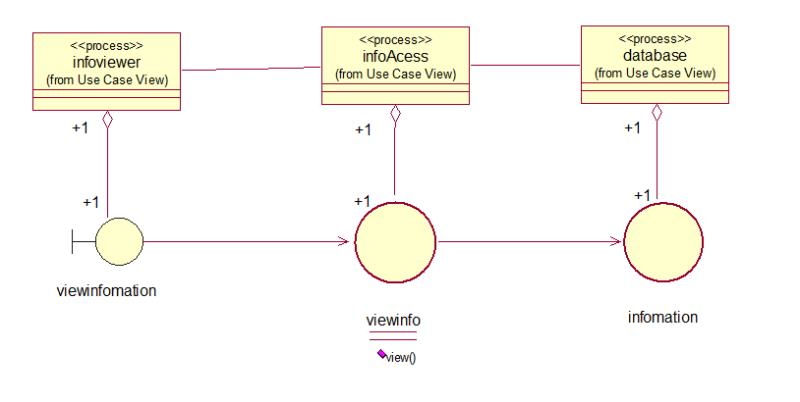 <<process>>
infoviewer
(from Use Case View)
<<process>>
infoAcess
(from Use Case View)
<<process>>
database
(from Use Case View)
+1
+1
+1
+1
+1
+1
viewinfomation
viewinfo
view()
infomation